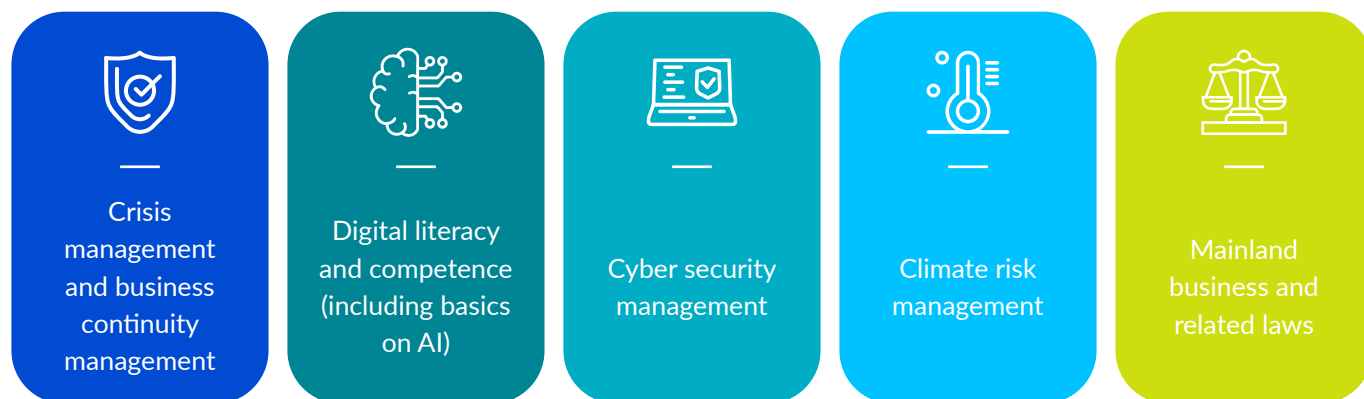 Crisis
management
and business
continuity
management
Digital literacy
and competence
(including basics
on AI)
Cyber security
management
Climate risk
management
Mainland
business and
related laws